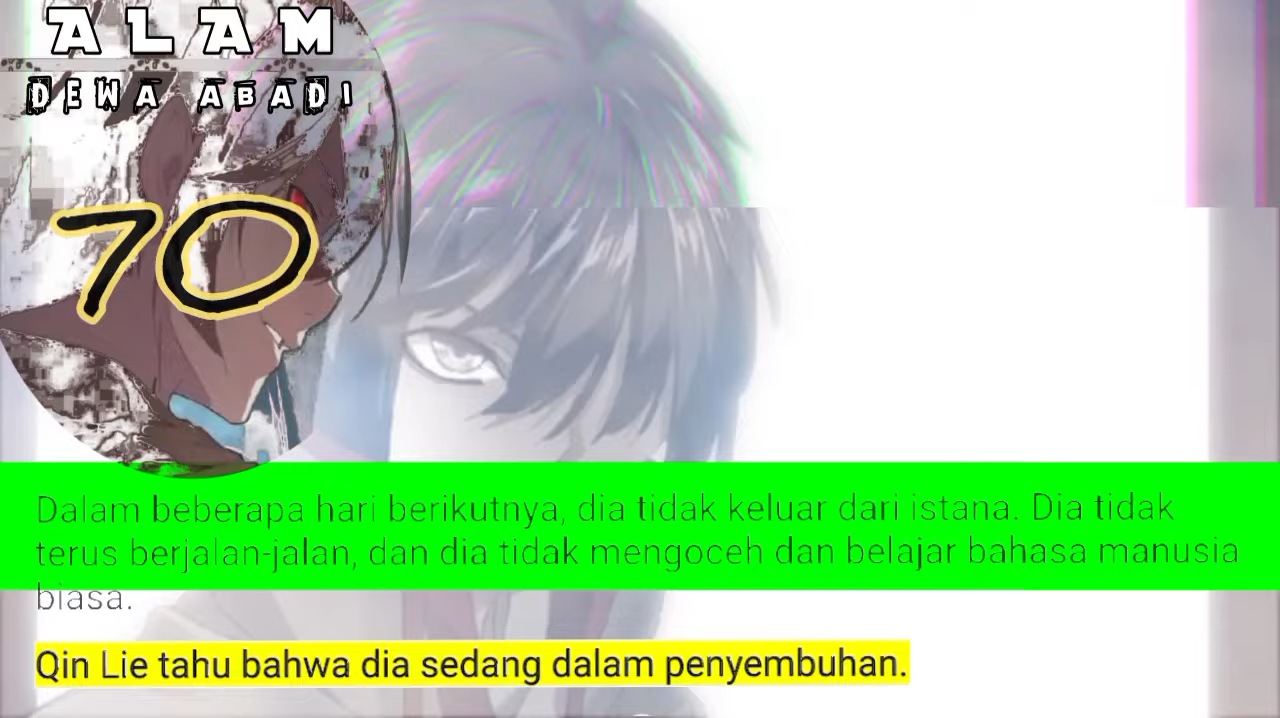 ALAM
DEWA ABADI
70
Dalam beberapa hari berikutnya, dia tidak keluar dari istana. Dia tidak
terus berjalan-jalan, dan dia tidak mengoceh dan belajar bahasa manusia
biasa.
Qin Lie tahu bahwa dia sedang dalam penyembuhan.